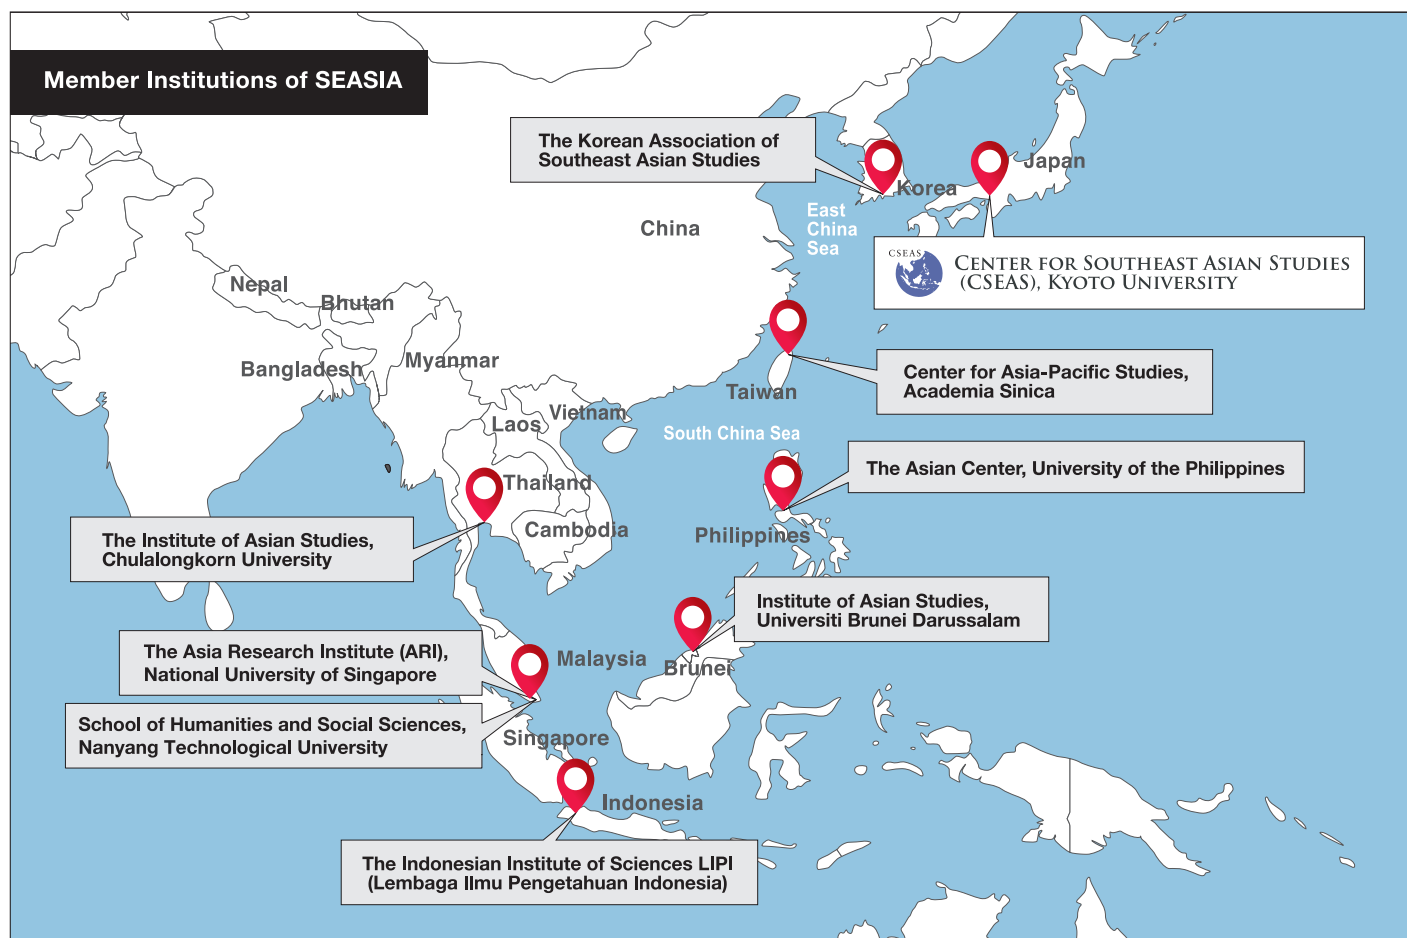 Member Institutions of SEASIA
The Korean Association of
Southeast Asian Studies
Japan
Korea
East
China
Sea
China
CSEAS
CENTER FOR SOUTHEAST ASIAN STUDIES
(CSEAS), KYOTO UNIVERSITY
Nepal
Bhutan
Bangladesh
Myanmar
Center for Asia-Pacific Studies,
Academia Sinica
Taiwan
Vietnam
Laos
South China Sea
The Asian Center, University of the Philippines
Thailand
Cambodia
Philippines
The Institute of Asian Studies,
Chulalongkorn University
Institute of Asian Studies,
Universiti Brunei Darussalam
The Asia Research Institute (ARI),
National University of Singapore
Malaysia
Brunei
School of Humanities and Social Sciences,
Nanyang Technological University
Singapore
Indonesia
The Indonesian Institute of Sciences LIPI
(Lembaga Ilmu Pengetahuan Indonesia)